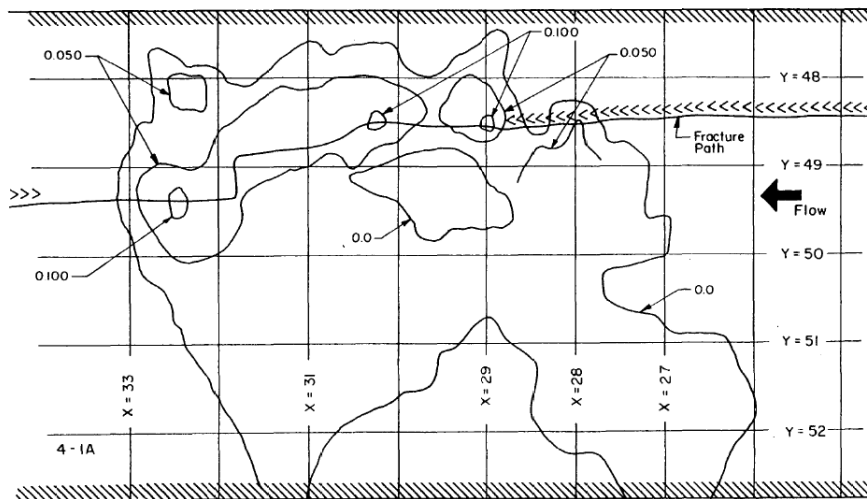 0.100
0.050
0.050
Y = 48
Fracture
Path
Y = 49
Flow
0.0
Y = 50
0.100
0.0
Y = 51
X = 33
X = 31
X = 29
X = 28
X = 27
Y = 52
4 - 1A